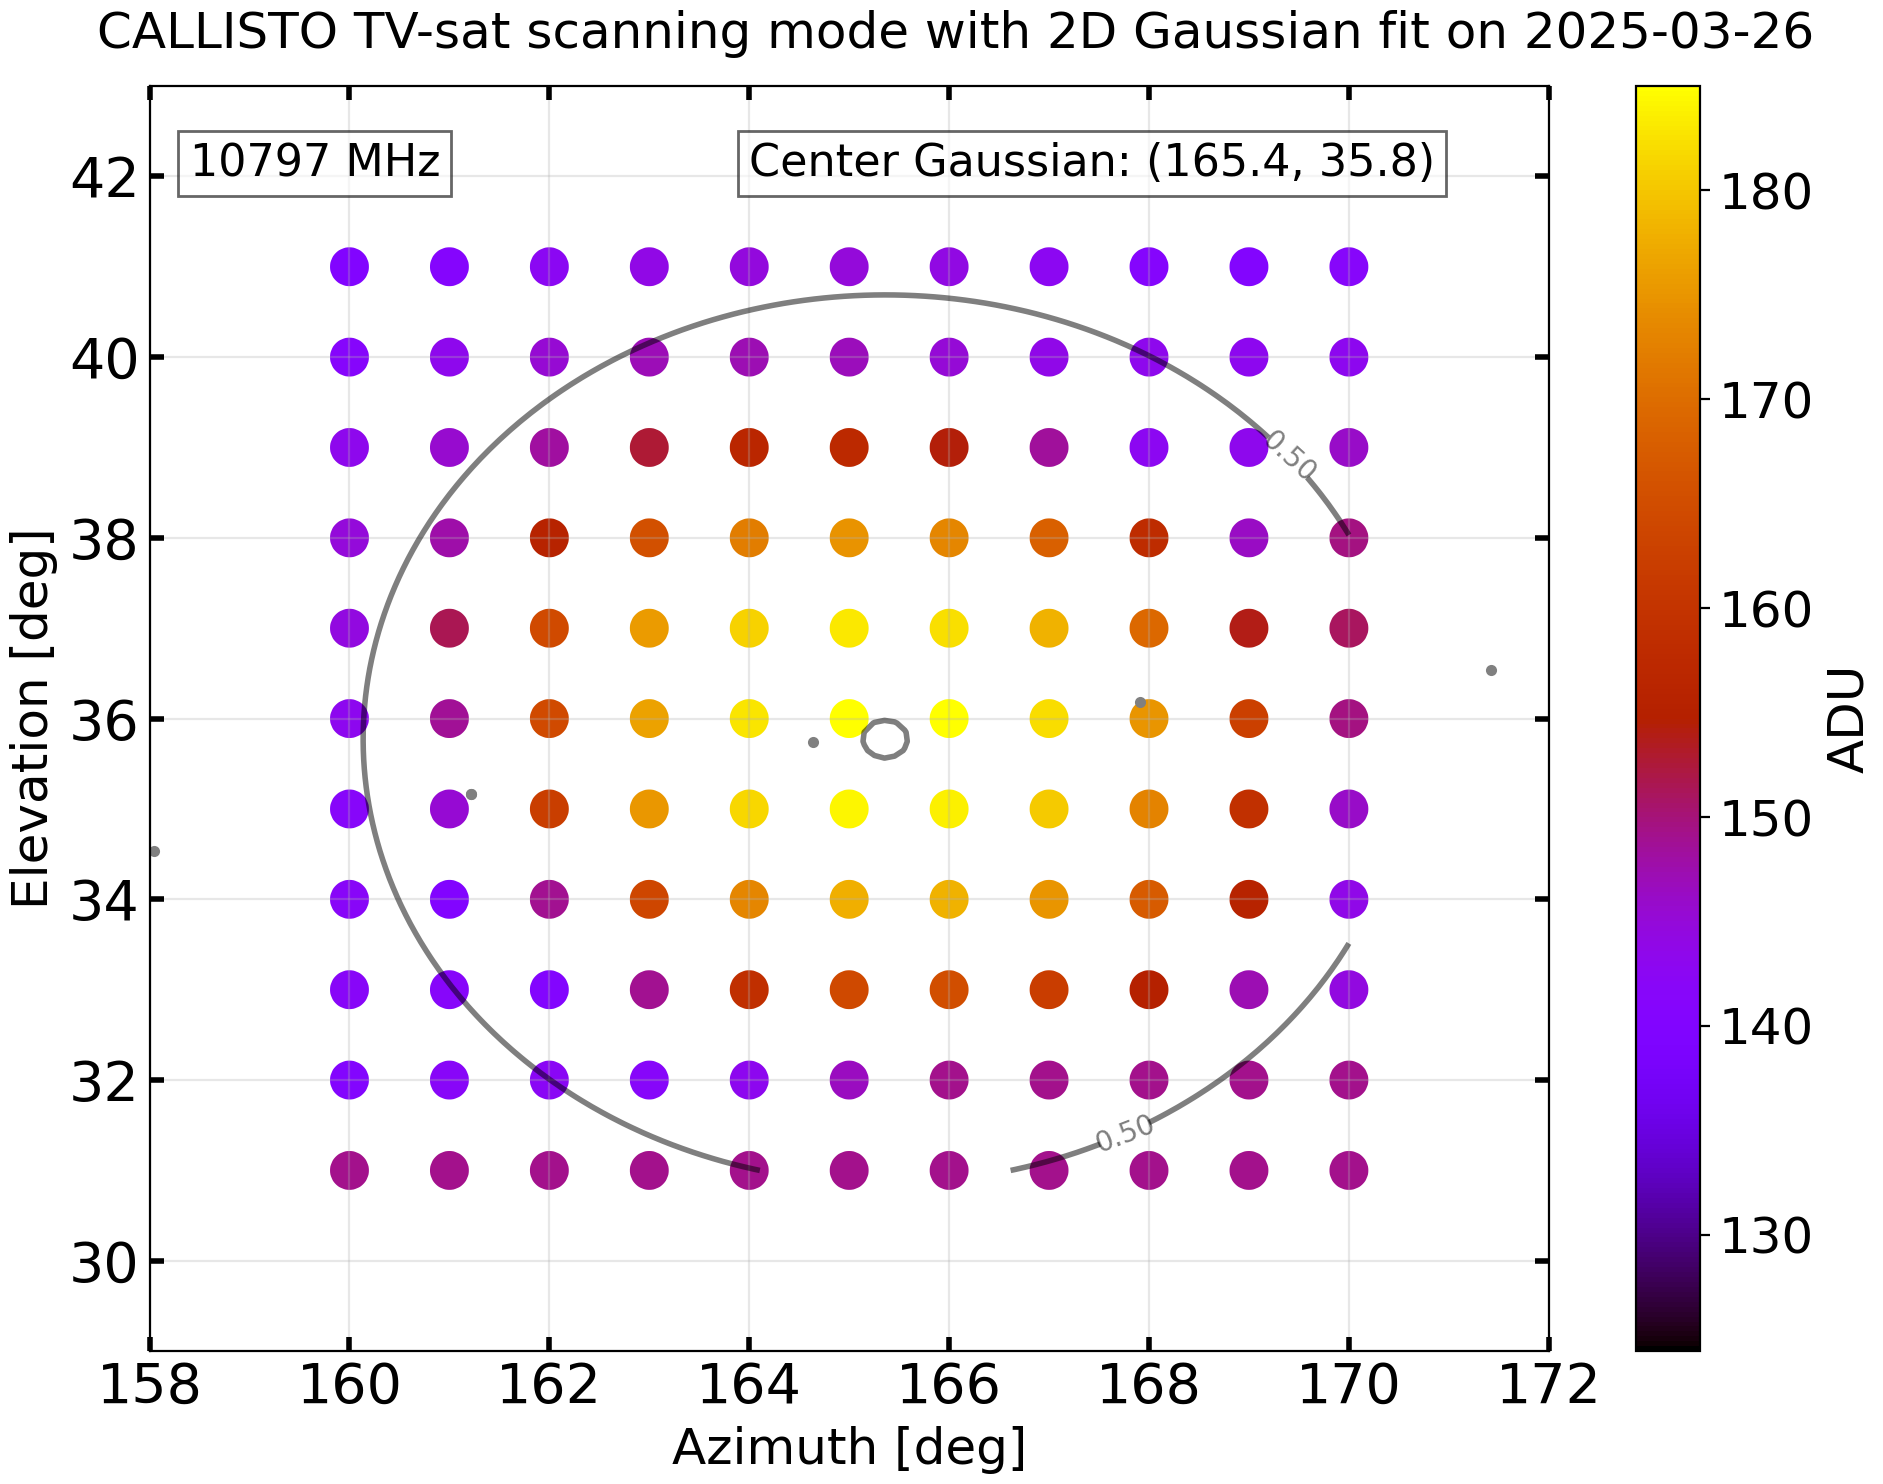 CALLISTO TV-sat scanning mode with 2D Gaussian fit on 2025-03-26
10797 MHz
Center Gaussian: (165.4, 35.8)
42
40
38
36
34
32
30
Elevation [deg]
0.50
0.50
158 160 162 164 166 168 170 172
Azimuth [deg]
180
170
160
150
140
130
ADU